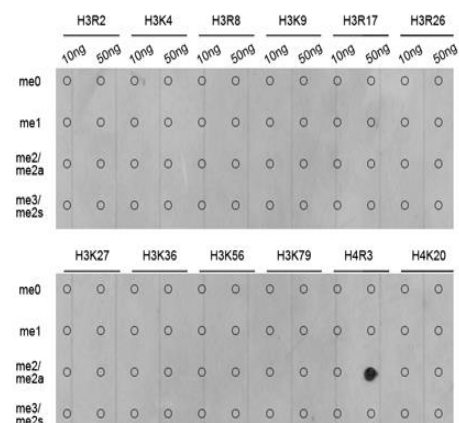 H3R2 H3K4 H3R8 H3K9 H3R17 H3R26
10ng 50ng 10ng 50ng 10ng 50ng 10ng 50ng 10ng 50ng 10ng 50ng
me0
me1
me2/
me2a
me3/
me2s
H3K27 H3K36 H3K56 H3K79 H4R3 H4K20
me0
me1
me2/
me2a
me3/
me2s